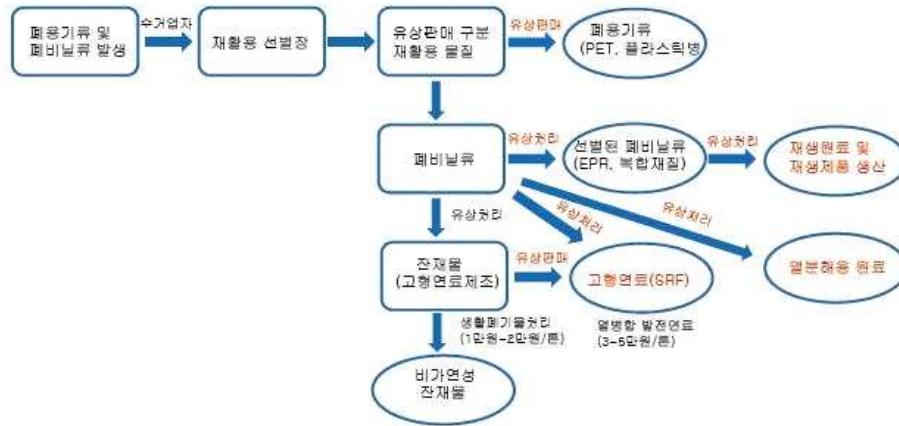 폐용기류 및
폐비닐류 발생
수거업자
재활용 선별장
유상판매 구분
재활용 물질
유상판매
폐용기류
(PET, 플라스틱병)
폐비닐류
유상처리
선별된 폐비닐류
(EPR, 복합재질)
유상처리
재생원료 및
재생제품 생산
유상처리
유상처리
유상처리
잔재물
(고형연료제조)
유상판매
고형연료(SRF)
열분해용 원료
생활폐기물처리
(1만원-2만원/톤)
열병합 발전연료
(3-5만원/톤)
비가연성
잔재물